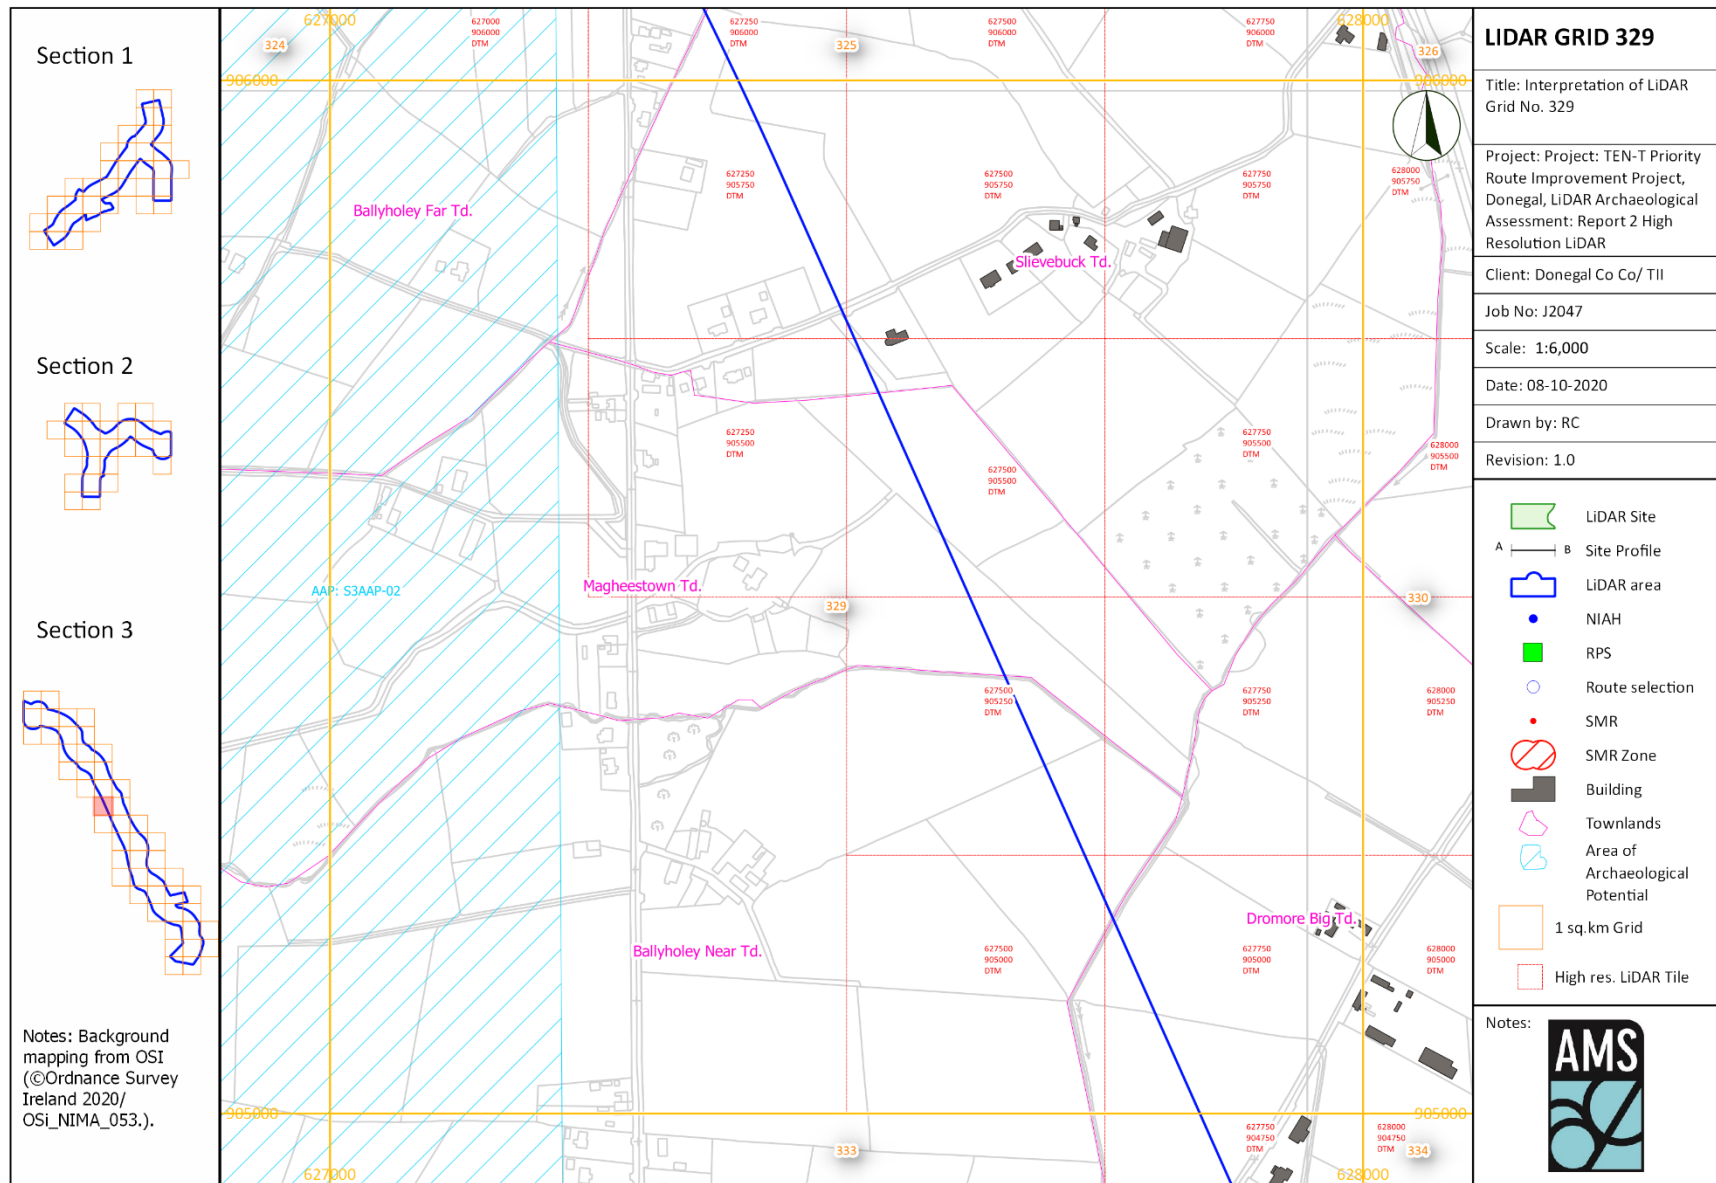 Section 1
Section 2
Section 3
Notes: Background
mapping from OSI
(©Ordnance Survey
Ireland 2020/
OSi_NIMA_053.).
627000
628000
324
325
326
627000
906000
DTM
627250
906000
DTM
627500
906000
DTM
627750
906000
DTM
906000
906000
627250
905750
DTM
627500
905750
DTM
627750
905750
DTM
628000
905750
DTM
Ballyholey Far Td.
Slievebuck Td.
627250
905500
DTM
627500
905500
DTM
627750
905500
DTM
628000
905500
DTM
AAP: S3AAP-02
Magheestown Td.
329
330
627500
905250
DTM
627750
905250
DTM
628000
905250
DTM
Ballyholey Near Td.
Dromore Big Td.
627500
905000
DTM
627750
905000
DTM
628000
905000
DTM
905000
905000
627750
904750
DTM
628000
904750
DTM
333
334
627000
628000
LIDAR GRID 329
Title: Interpretation of LiDAR
Grid No. 329
Project: Project: TEN-T Priority
Route Improvement Project,
Donegal, LiDAR Archaeological
Assessment: Report 2 High
Resolution LiDAR
Client: Donegal Co Co/ TII
Job No: J2047
Scale: 1:6,000
Date: 08-10-2020
Drawn by: RC
Revision: 1.0
LiDAR Site
A B Site Profile
LiDAR area
NIAH
RPS
Route selection
SMR
SMR Zone
Building
Townlands
Area of
Archaeological
Potential
1 sq.km Grid
High res. LiDAR Tile
Notes:
AMS